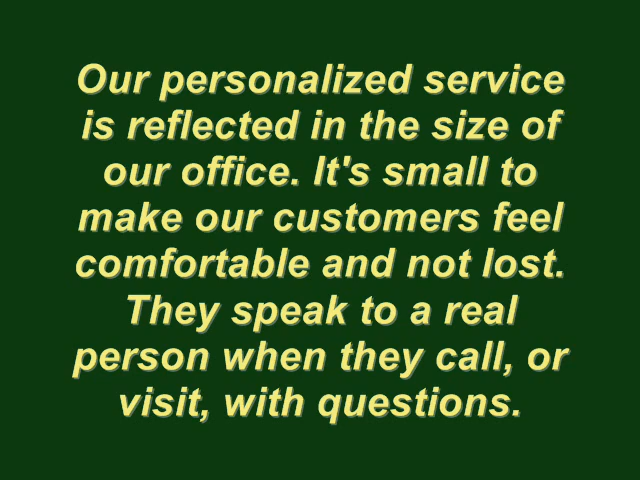 Our personalized service
is reflected in the size of
our office. It's small to
make our customers feel
comfortable and not lost.
They speak to a real
person when they call, or
visit, with questions.